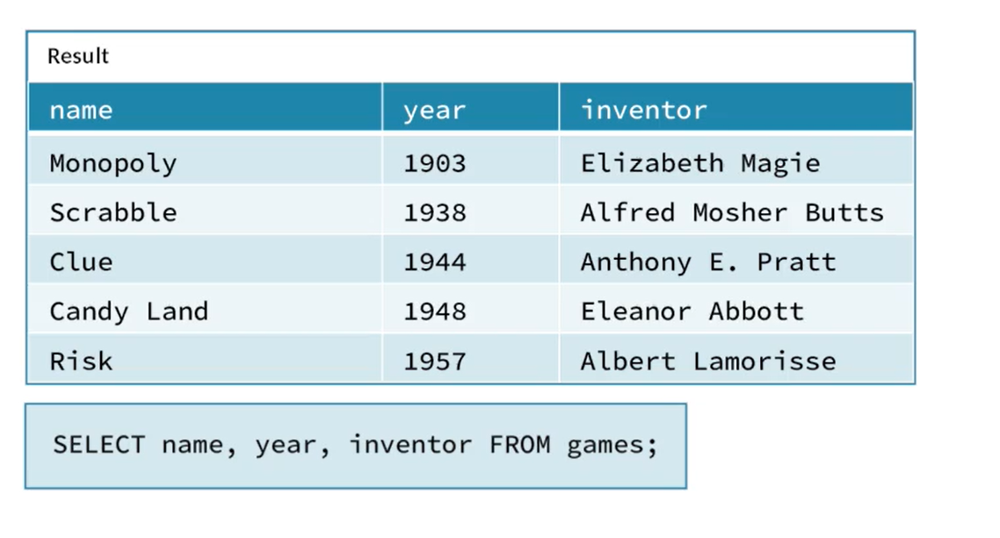 Result
name year inventor
Monopoly 1903 Elizabeth Magie
Scrabble 1938 Alfred Mosher Butts
Clue 1944 Anthony E. Pratt
Candy Land 1948 Eleanor Abbott
Risk 1957 Albert Lamorisse
SELECT name, year, inventor FROM games;